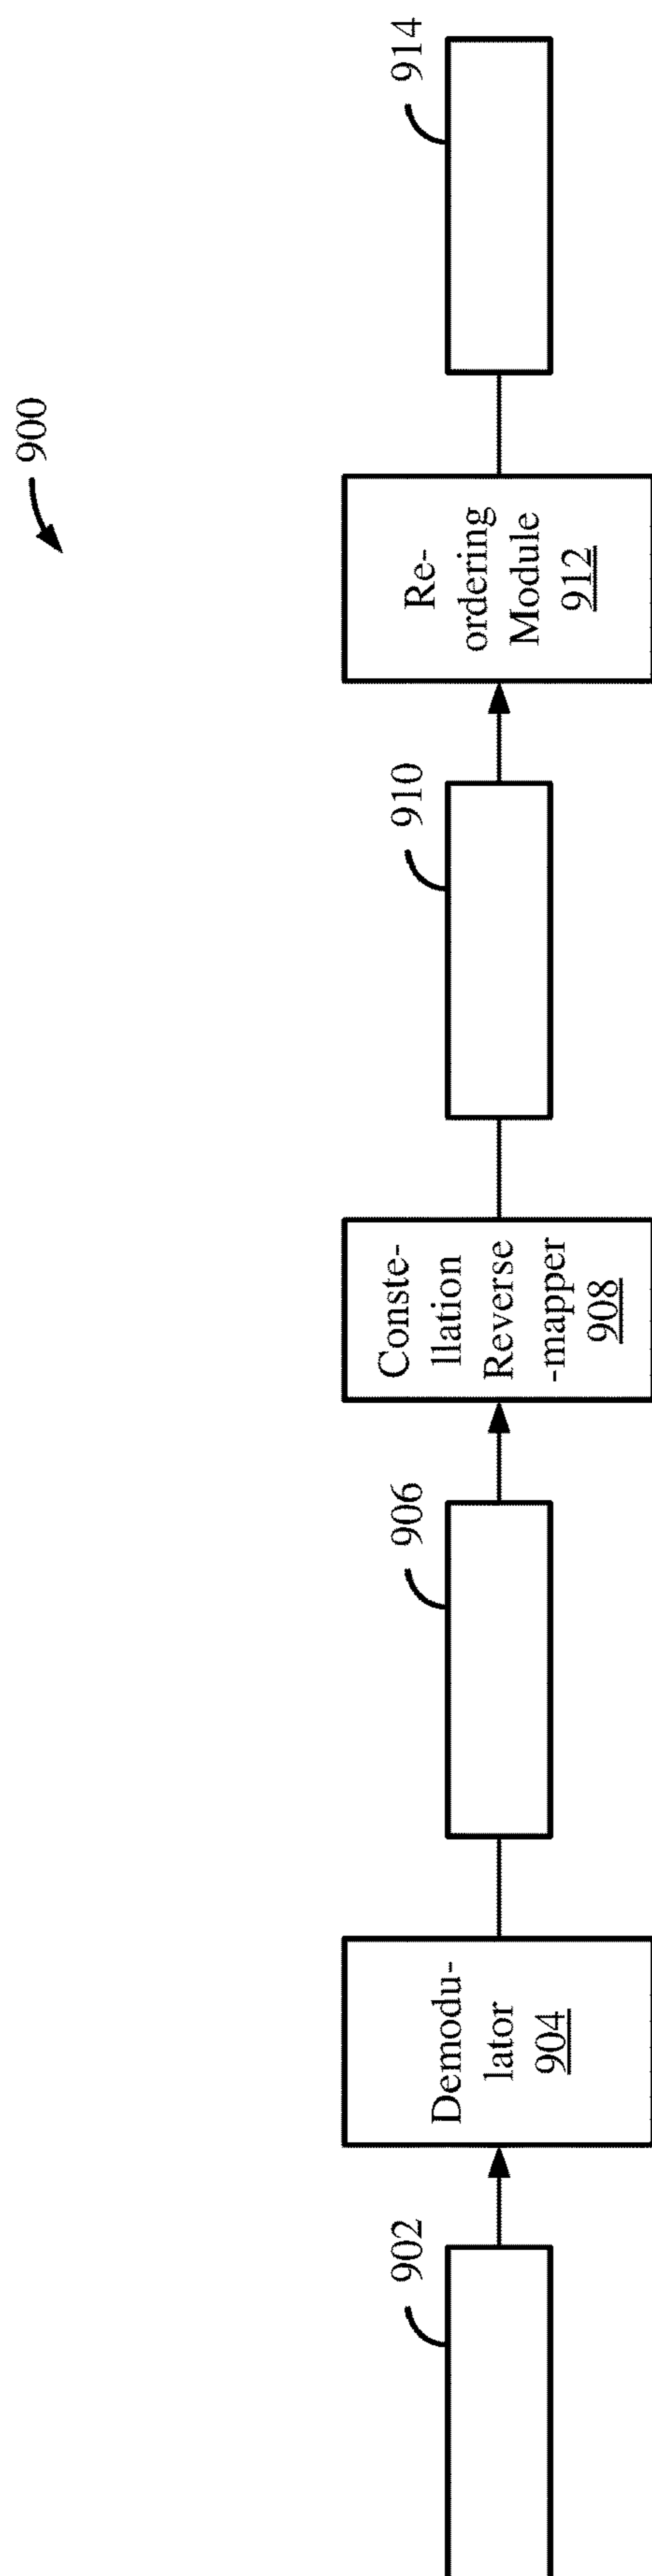 900
902
Demodu-
lator
904
906
Conste-
llation
Reverse
-mapper
908
910
Re-
ordering
Module
912
914